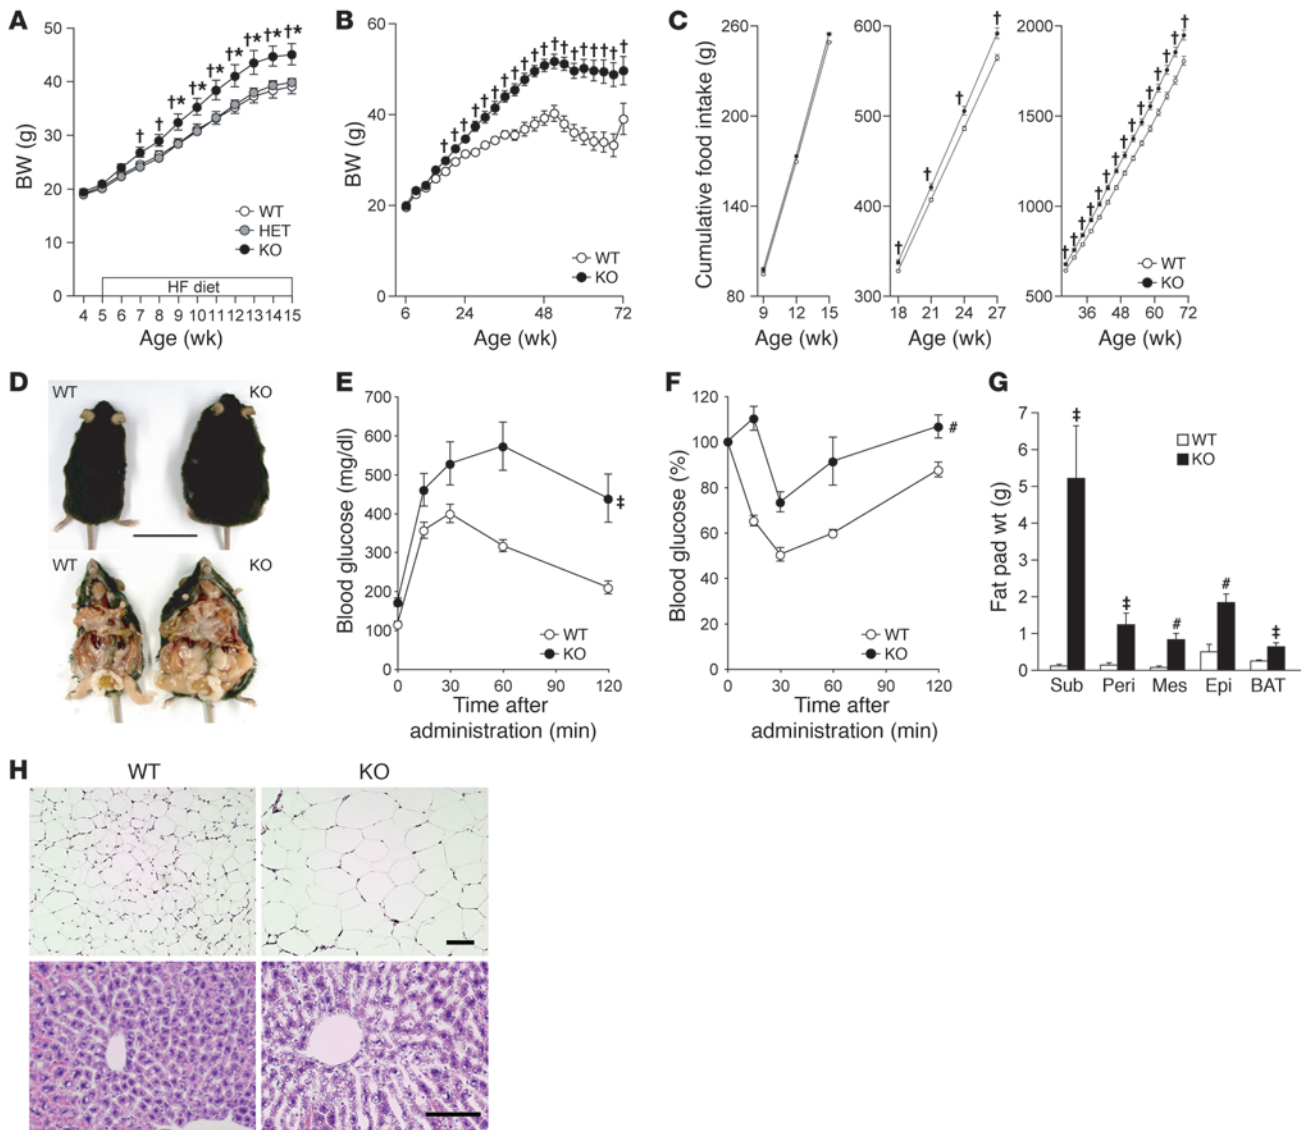 A
BW (g)
50
40
30
20
10
0
†* †* †* †* †* †* †* † †
WT
HET
KO
HF diet
4 5 6 7 8 9 10 11 12 13 14 15
Age (wk)
B
BW (g)
60
40
20
0
WT
KO
6 24 48 72
Age (wk)
C
Cumulative food intake (g)
260
200
140
80
9 12 15
Age (wk)
600
500
400
300
† † † †
18 21 24 27
Age (wk)
2000
1500
1000
500
WT
KO
36 48 60 72
Age (wk)
D
WT KO
WT KO
E
Blood glucose (mg/dl)
700
600
500
400
300
200
100
0
‡
WT
KO
0 30 60 90 120
Time after
administration (min)
F
Blood glucose (%)
120
100
80
60
40
20
0
#
WT
KO
0 30 60 90 120
Time after
administration (min)
G
Fat pad wt (g)
7
6
5
4
3
2
1
0
WT
KO
‡ ‡ # # ‡
Sub Peri Mes Epi BAT
H
WT KO